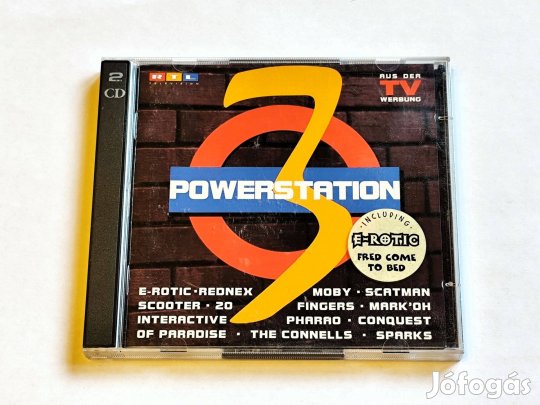 2
CD
RTL
TELEVISION
AUS DER
TV
WERBUNG
3
POWERSTATION
INCLUDING
E-ROTIC
FRED COME
TO BED
E-ROTIC · REDNEX MOBY · SCATMAN
SCOOTER · 20 FINGERS · MARK'OH
INTERACTIVE PHARAO · CONQUEST
OF PARADISE · THE CONNELLS · SPARKS
Jófogás